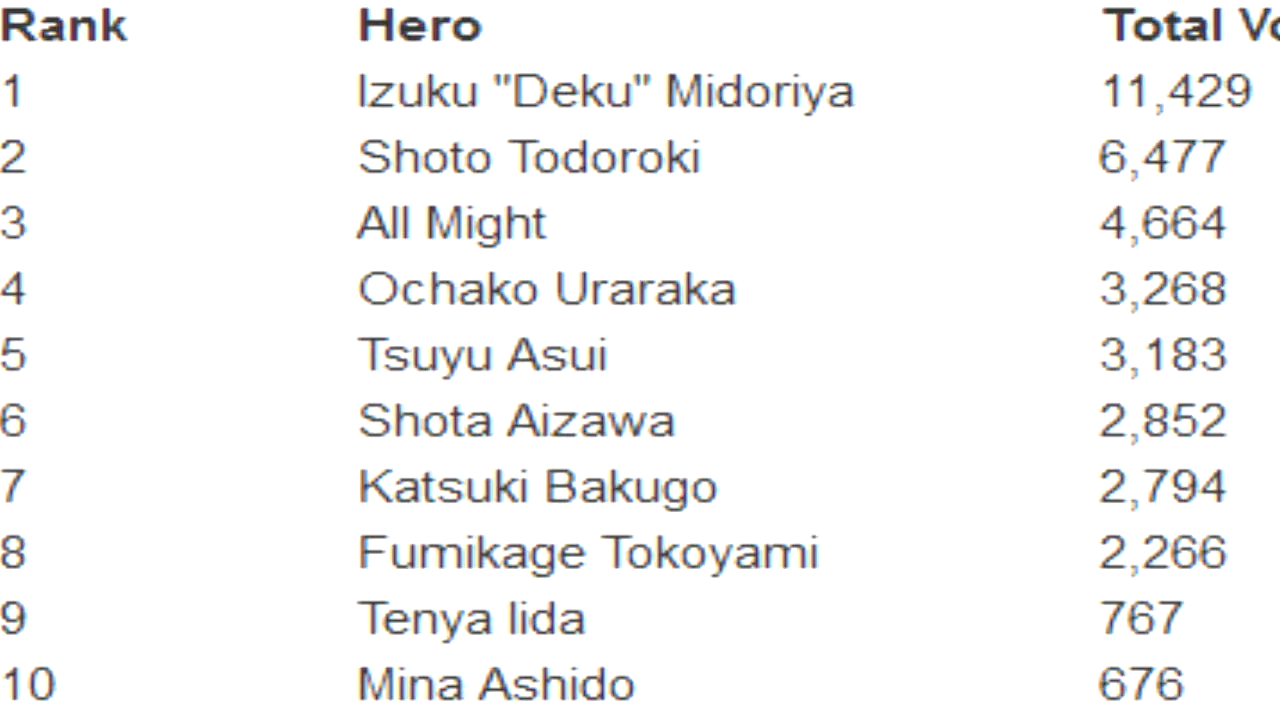 Rank Hero Total Vo
1 Izuku "Deku" Midoriya 11,429
2 Shoto Todoroki 6,477
3 All Might 4,664
4 Ochako Uraraka 3,268
5 Tsuyu Asui 3,183
6 Shota Aizawa 2,852
7 Katsuki Bakugo 2,794
8 Fumikage Tokoyami 2,266
9 Tenya Iida 767
10 Mina Ashido 676